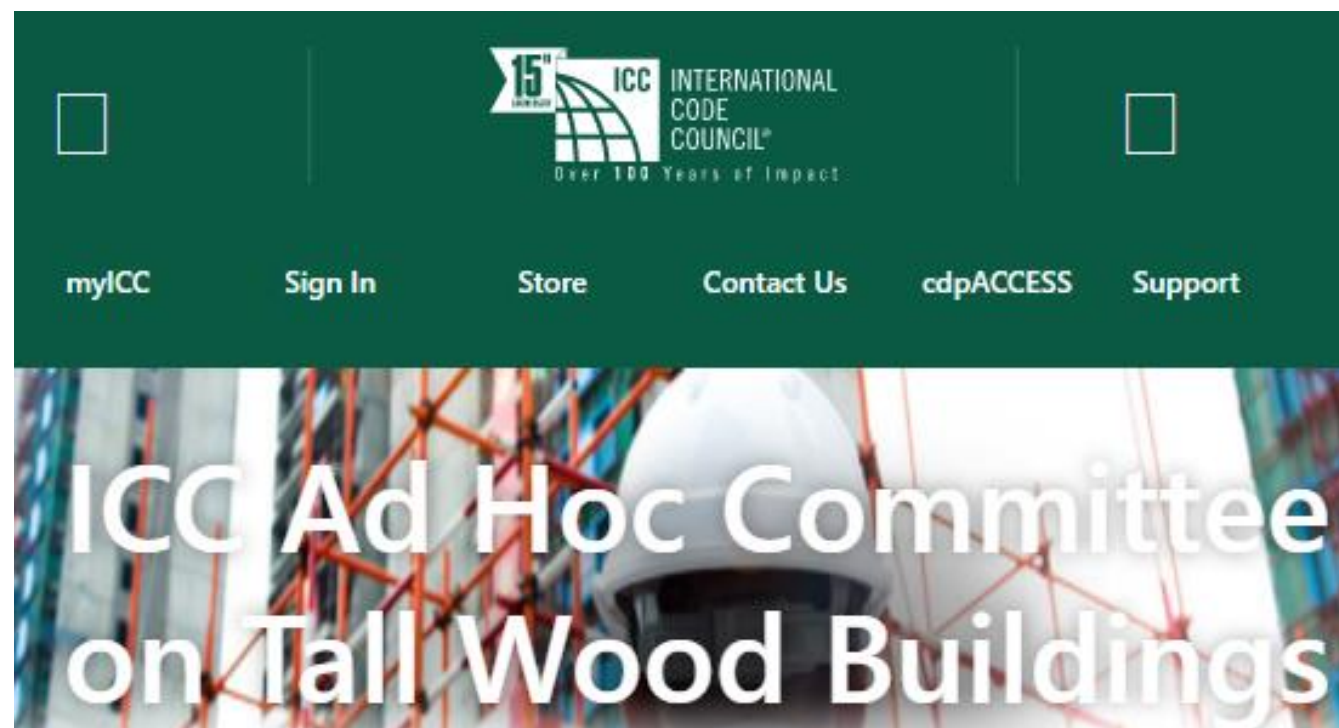 15th
ICC
INTERNATIONAL
CODE
COUNCIL®
Over 100 Years of Impact
myICC
Sign In
Store
Contact Us
cdpACCESS
Support
ICC Ad Hoc Committee
on Tall Wood Buildings